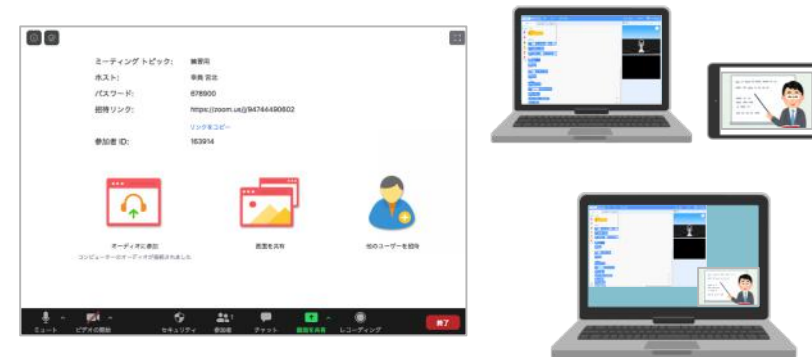 ミーティング トピック: 練習用
ホスト:
パスワード: 678900
招待リンク: https://zoom.us/j/94744490602
リンクをコピー
参加者 ID: 163914
オーディオに参加
コンピューターのオーディオが接続されました
画面を共有
他のユーザーを招待
ミュート
ビデオの開始
セキュリティ
参加者
1
チャット
画面を共有
レコーディング
終了